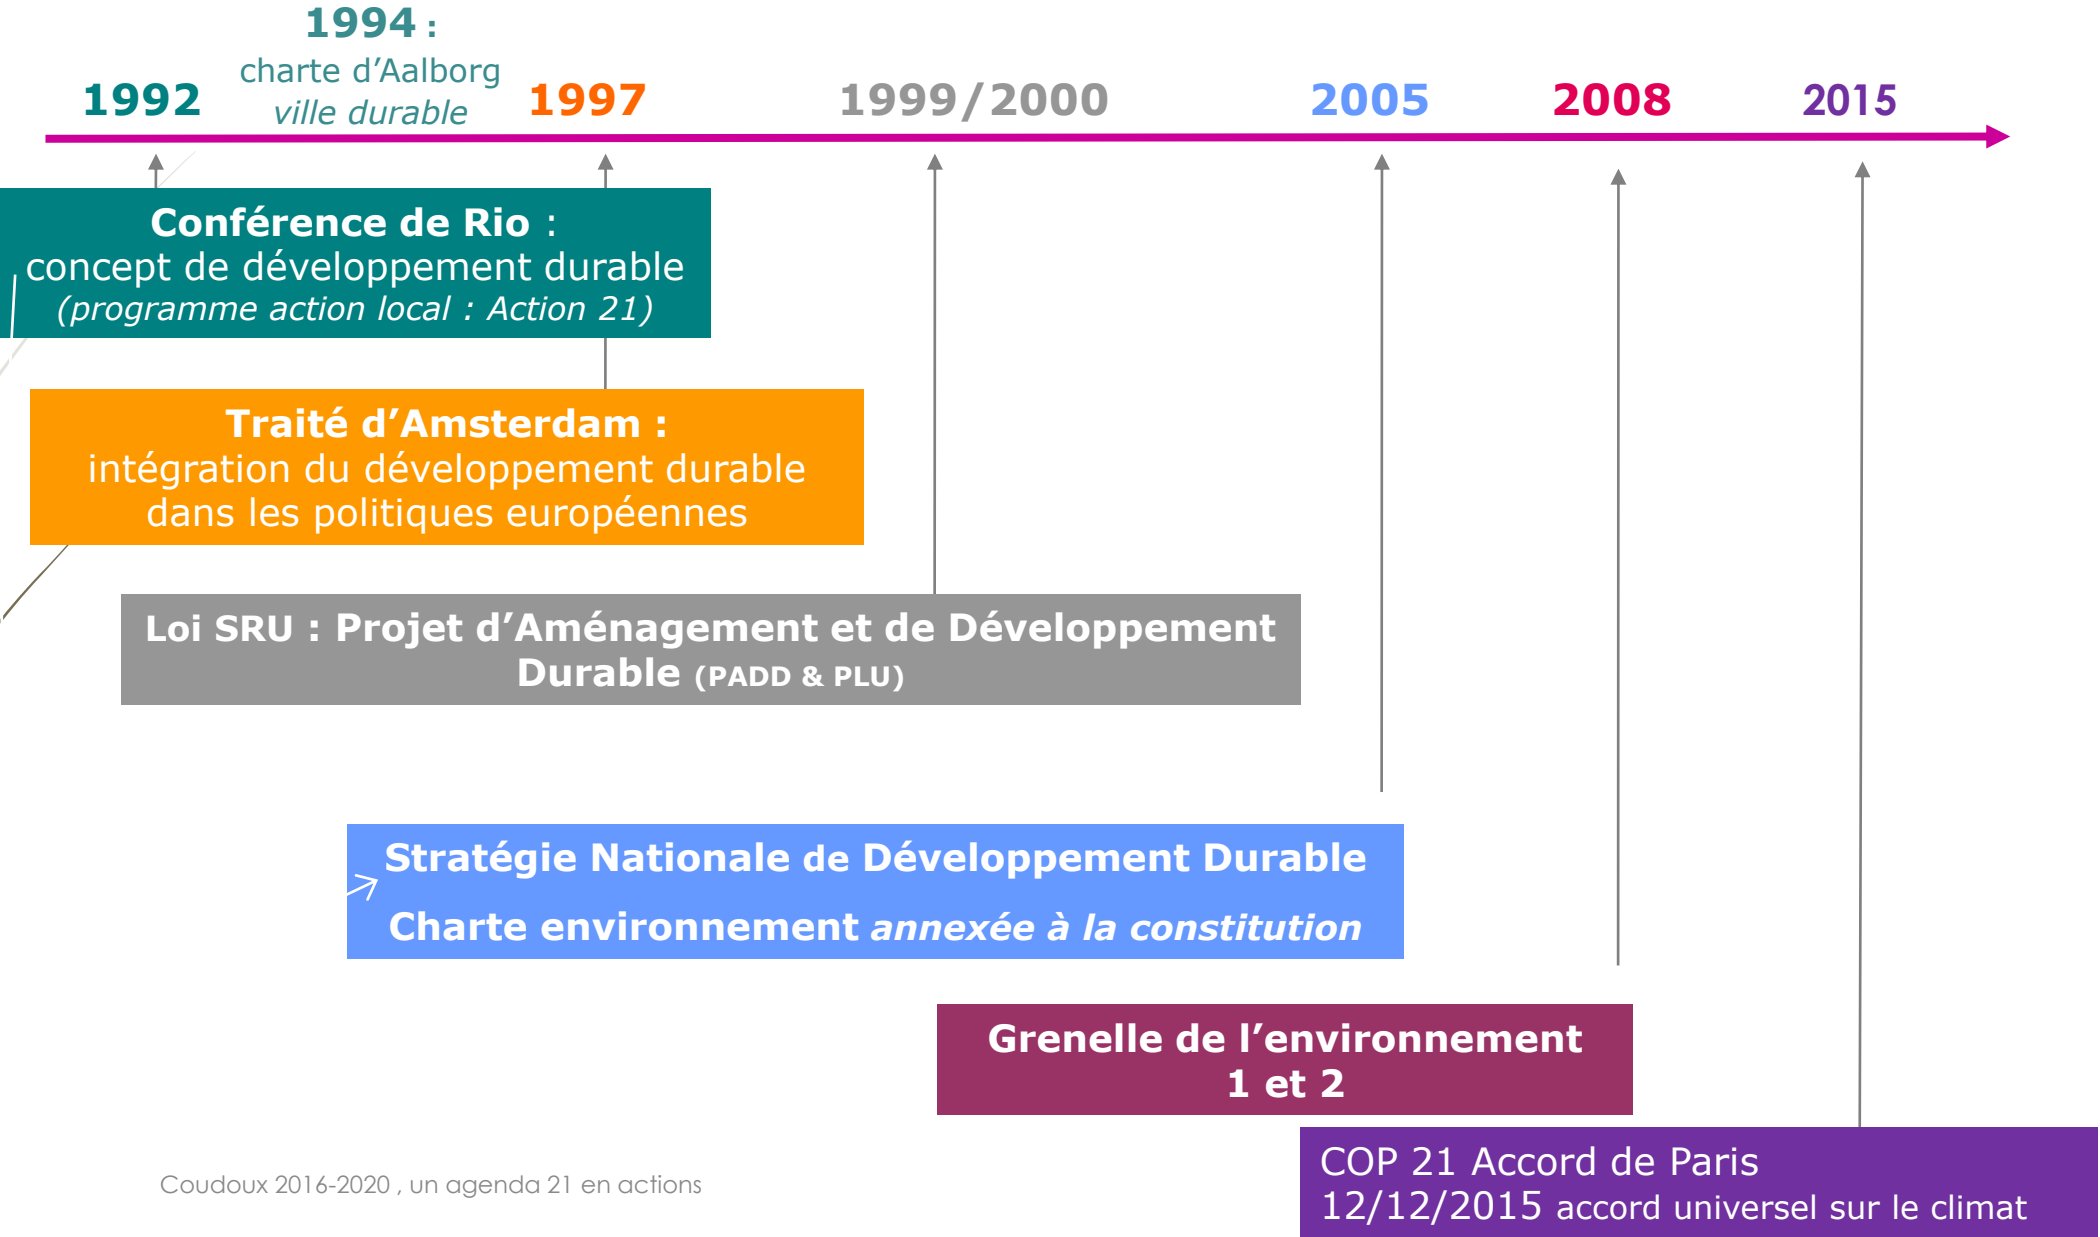 1994 :
charte d’Aalborg
ville durable
1992
1997
1999/2000
2005
2008
2015
Conférence de Rio :
concept de développement durable
(programme action local : Action 21)
Traité d’Amsterdam :
intégration du développement durable
dans les politiques européennes
Loi SRU : Projet d’Aménagement et de Développement
Durable (PADD & PLU)
Stratégie Nationale de Développement Durable
Charte environnement annexée à la constitution
Grenelle de l’environnement
1 et 2
COP 21 Accord de Paris
12/12/2015 accord universel sur le climat
Coudoux 2016-2020 , un agenda 21 en actions